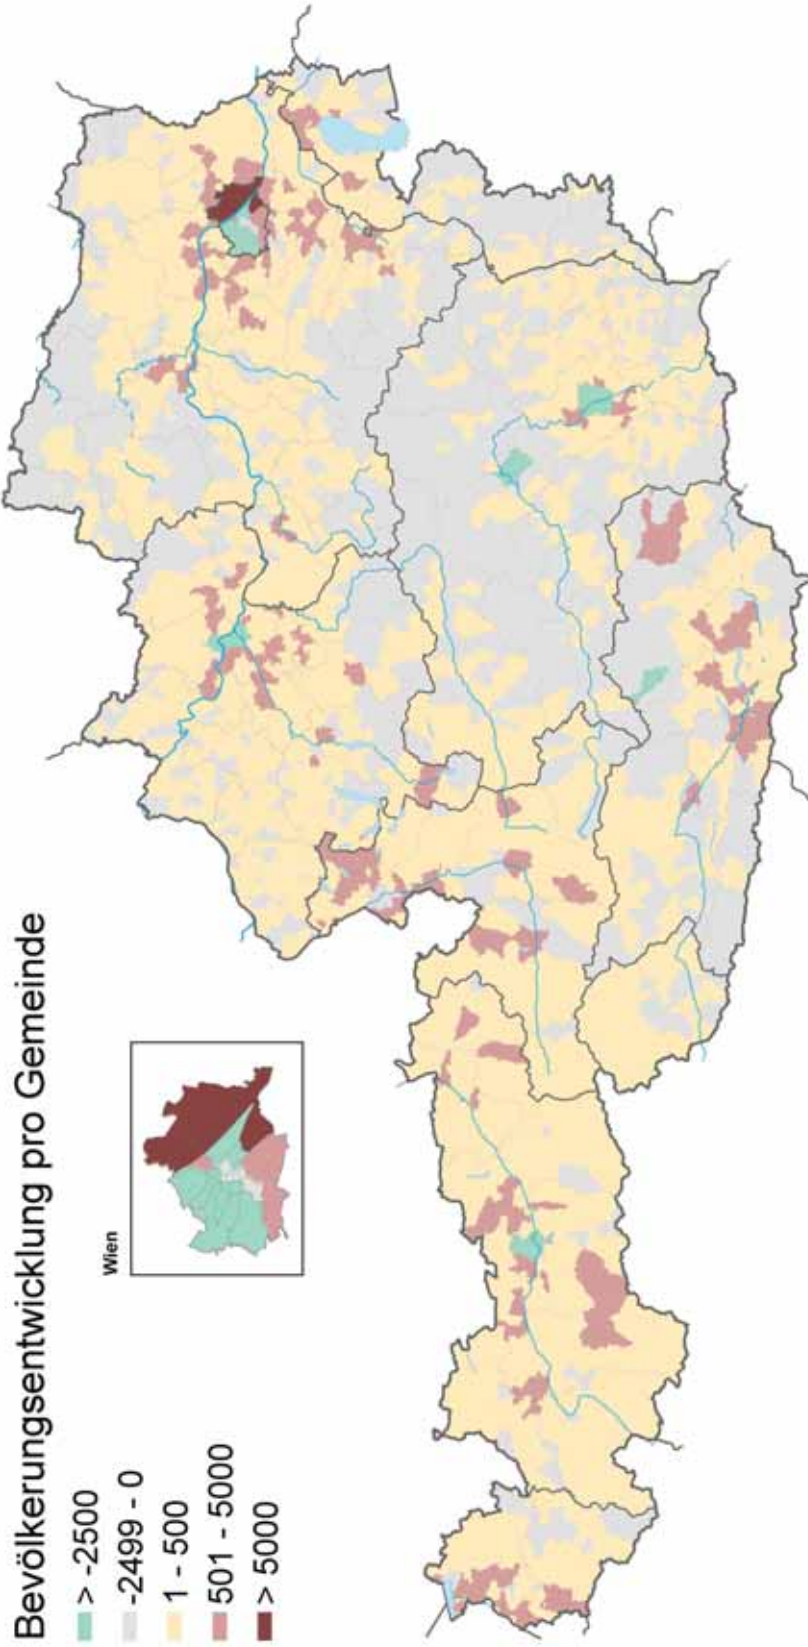 Bevölkerungsentwicklung pro Gemeinde
> -2500
-2499 - 0
1 - 500
501 - 5000
> 5000
Wien